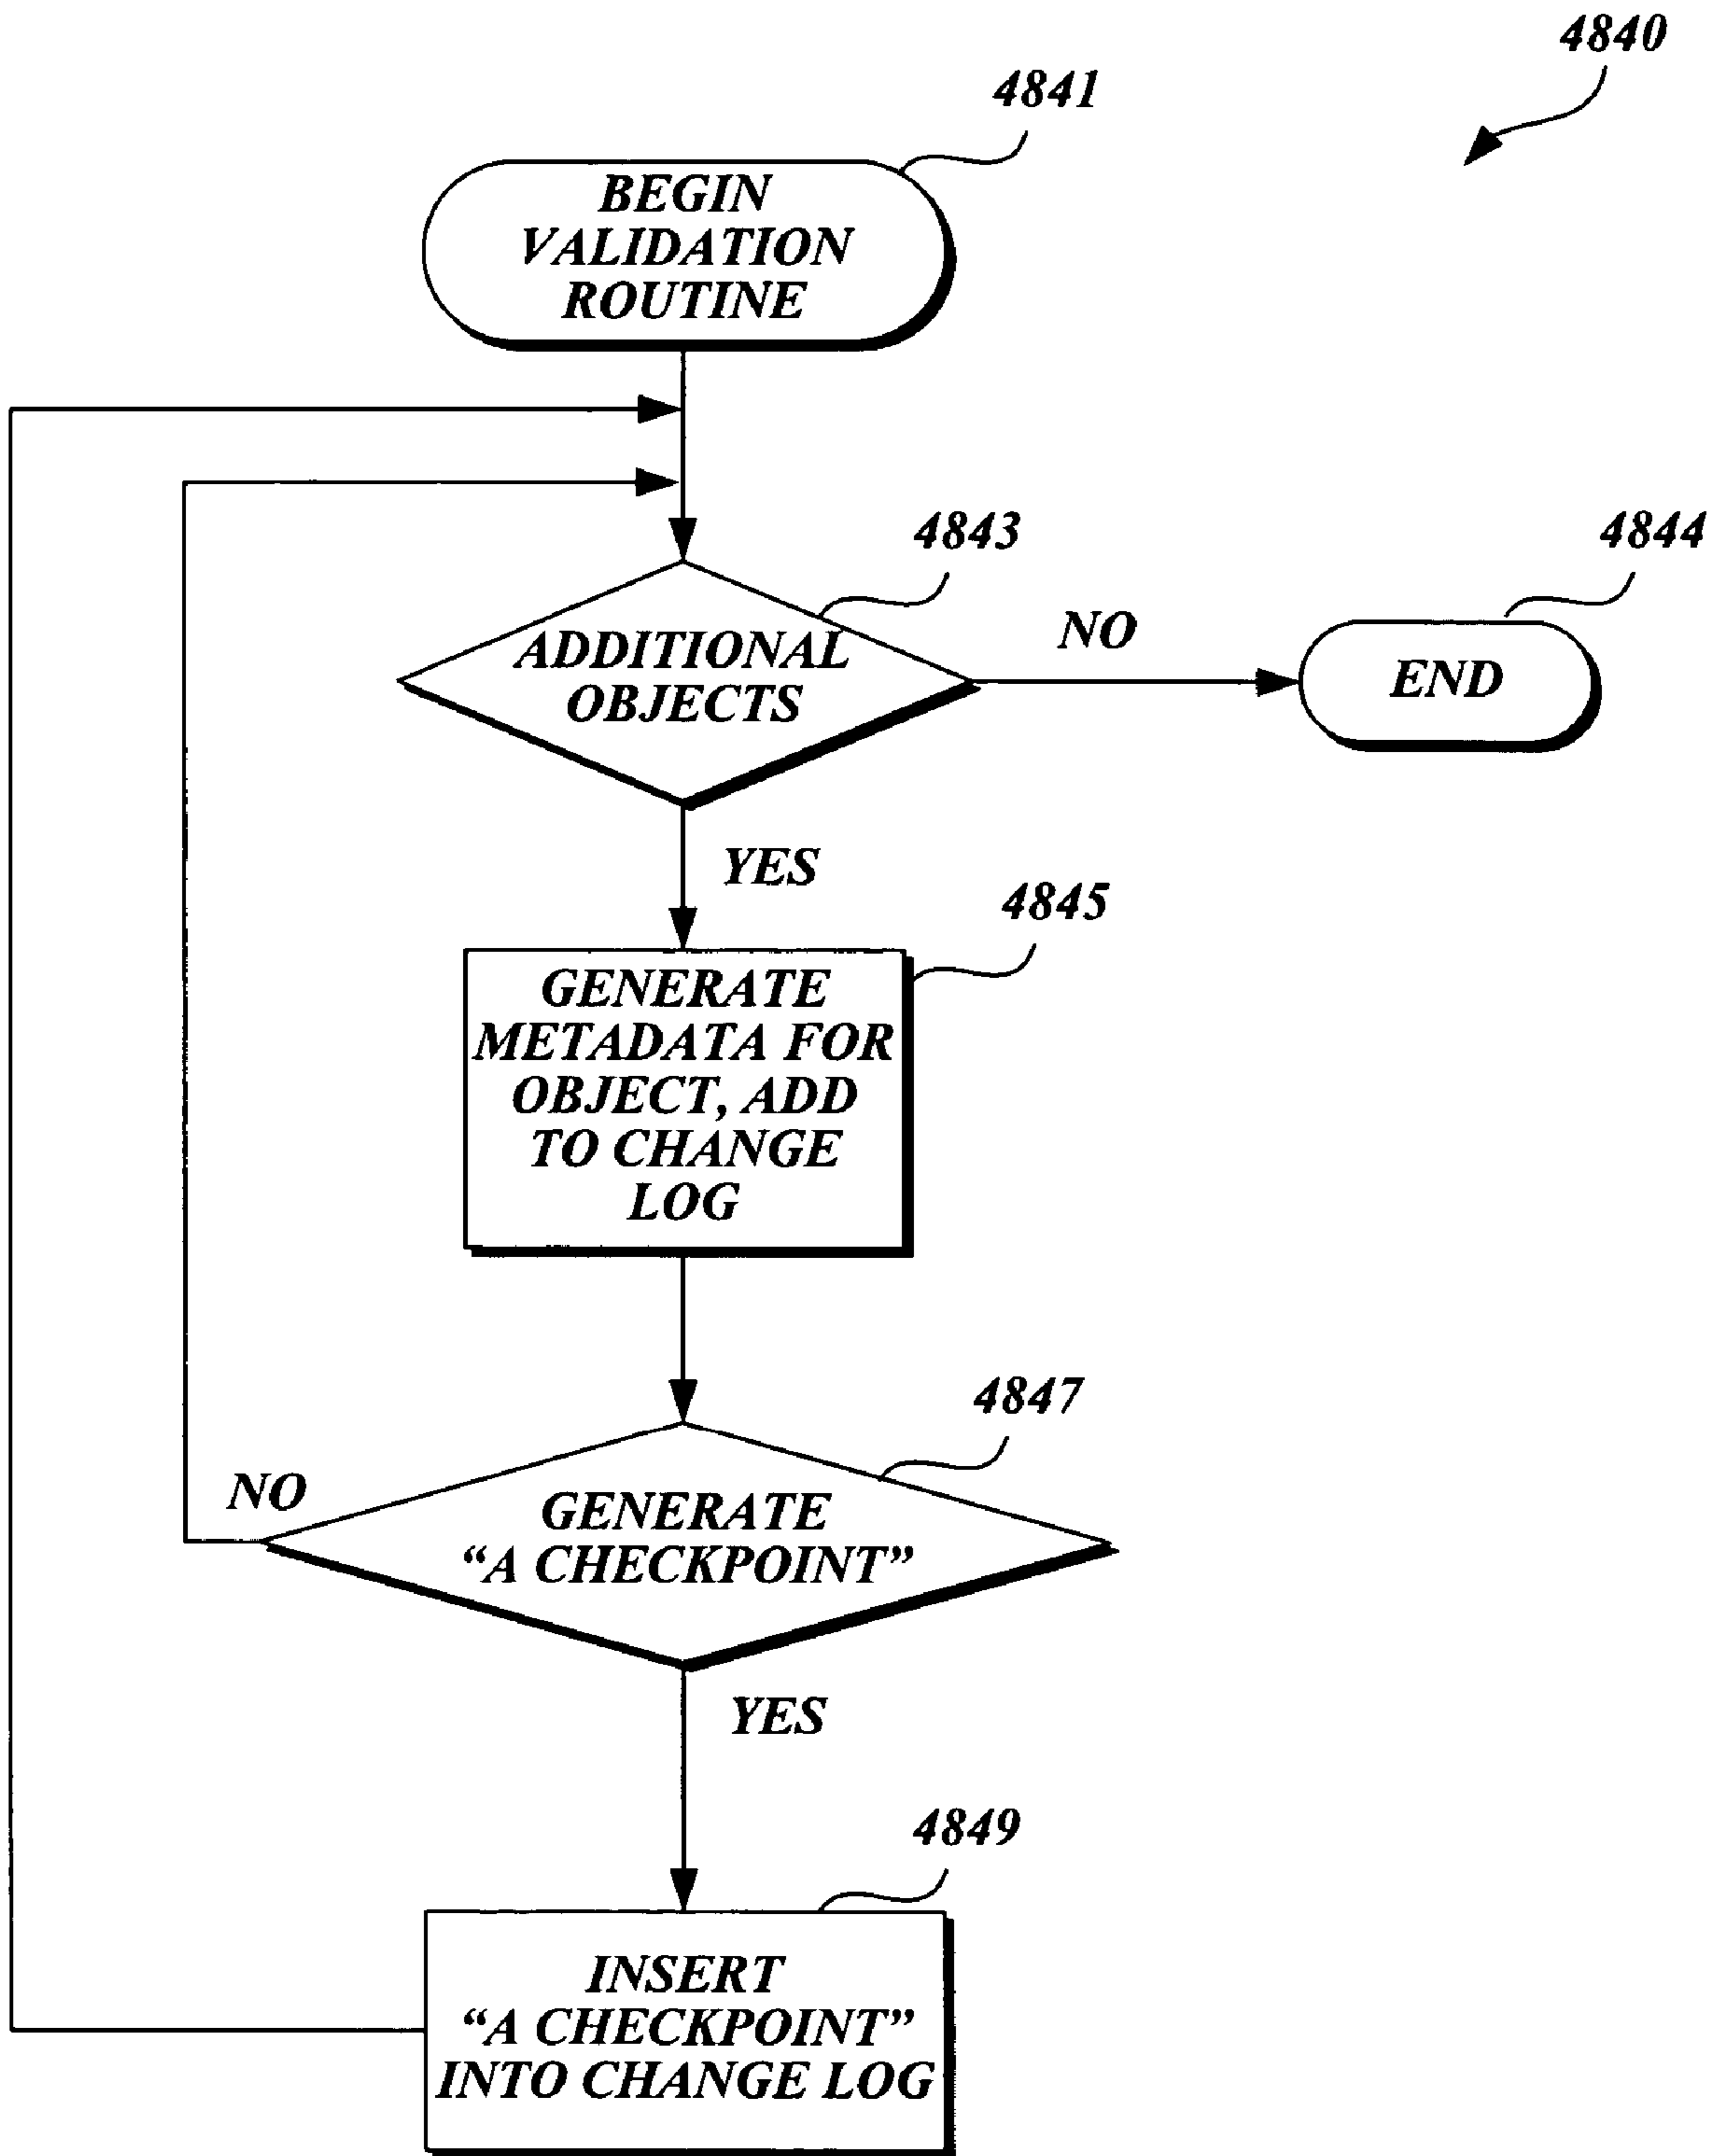 4840
4841
BEGIN
VALIDATION
ROUTINE
4843
4844
ADDITIONAL
OBJECTS
NO
END
YES
4845
GENERATE
METADATA FOR
OBJECT, ADD
TO CHANGE
LOG
4847
NO
GENERATE
“A CHECKPOINT”
YES
4849
INSERT
“A CHECKPOINT”
INTO CHANGE LOG